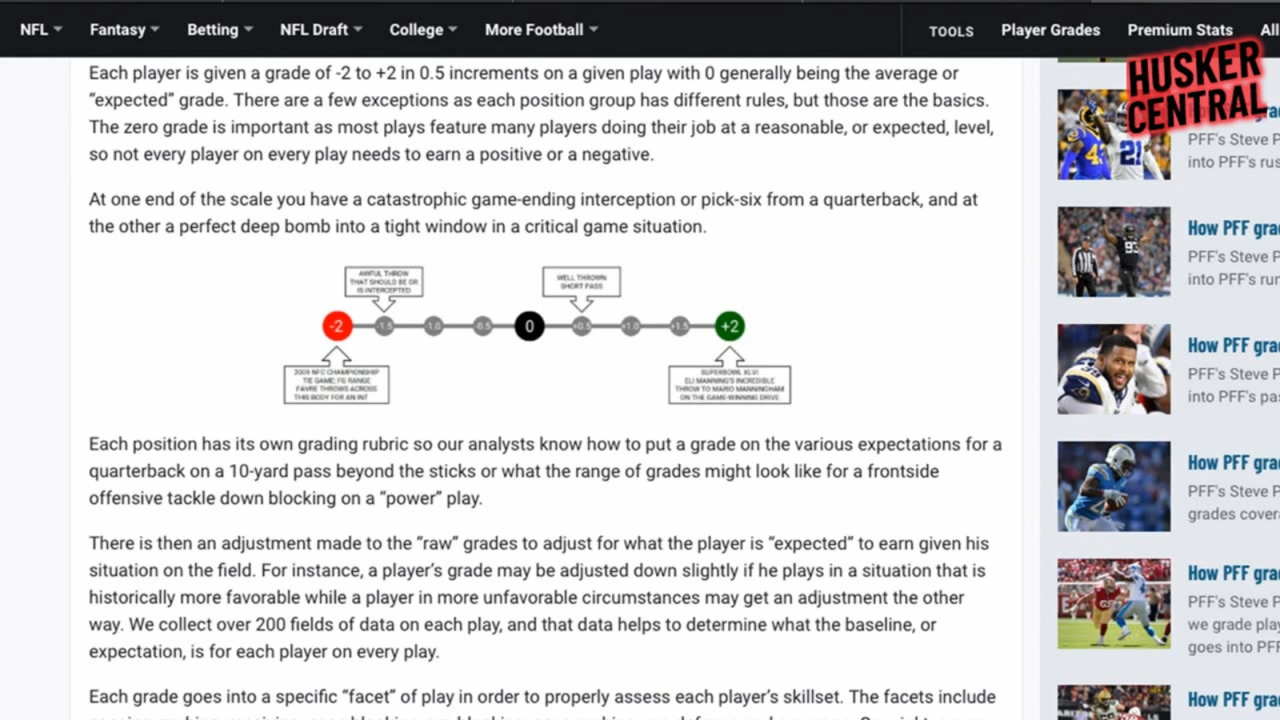 NFL Fantasy Betting NFL Draft College More Football TOOLS Player Grades Premium Stats All
HUSKER
CENTRAL
Each player is given a grade of -2 to +2 in 0.5 increments on a given play with 0 generally being the average or
“expected” grade. There are a few exceptions as each position group has different rules, but those are the basics.
The zero grade is important as most plays feature many players doing their job at a reasonable, or expected, level,
so not every player on every play needs to earn a positive or a negative.
At one end of the scale you have a catastrophic game-ending interception or pick-six from a quarterback, and at
the other a perfect deep bomb into a tight window in a critical game situation.
AWFUL THROW
THAT SHOULD BE OR
IS INTERCEPTED
WELL THROWN
SHORT PASS
-2 -1.5 -1.0 -0.5 0 +0.5 +1.0 +1.5 +2
2009 NFC CHAMPIONSHIP
TIE GAME; FG RANGE
FAVRE THROWS ACROSS
THIS BODY FOR AN INT
SUPERBOWL XLVI
ELI MANNING'S INCREDIBLE
THROW TO MARIO MANNINGHAM
ON THE GAME-WINNING DRIVE
Each position has its own grading rubric so our analysts know how to put a grade on the various expectations for a
quarterback on a 10-yard pass beyond the sticks or what the range of grades might look like for a frontside
offensive tackle down blocking on a “power” play.
There is then an adjustment made to the “raw” grades to adjust for what the player is “expected” to earn given his
situation on the field. For instance, a player’s grade may be adjusted down slightly if he plays in a situation that is
historically more favorable while a player in more unfavorable circumstances may get an adjustment the other
way. We collect over 200 fields of data on each play, and that data helps to determine what the baseline, or
expectation, is for each player on every play.
Each grade goes into a specific “facet” of play in order to properly assess each player’s skillset. The facets include
PFF's Steve P
into PFF's rus
How PFF gra
PFF's Steve P
into PFF's run
How PFF gra
PFF's Steve P
into PFF's pas
How PFF gra
PFF's Steve P
grades cover
How PFF gra
PFF's Steve P
we grade play
goes into PFF
How PFF gra